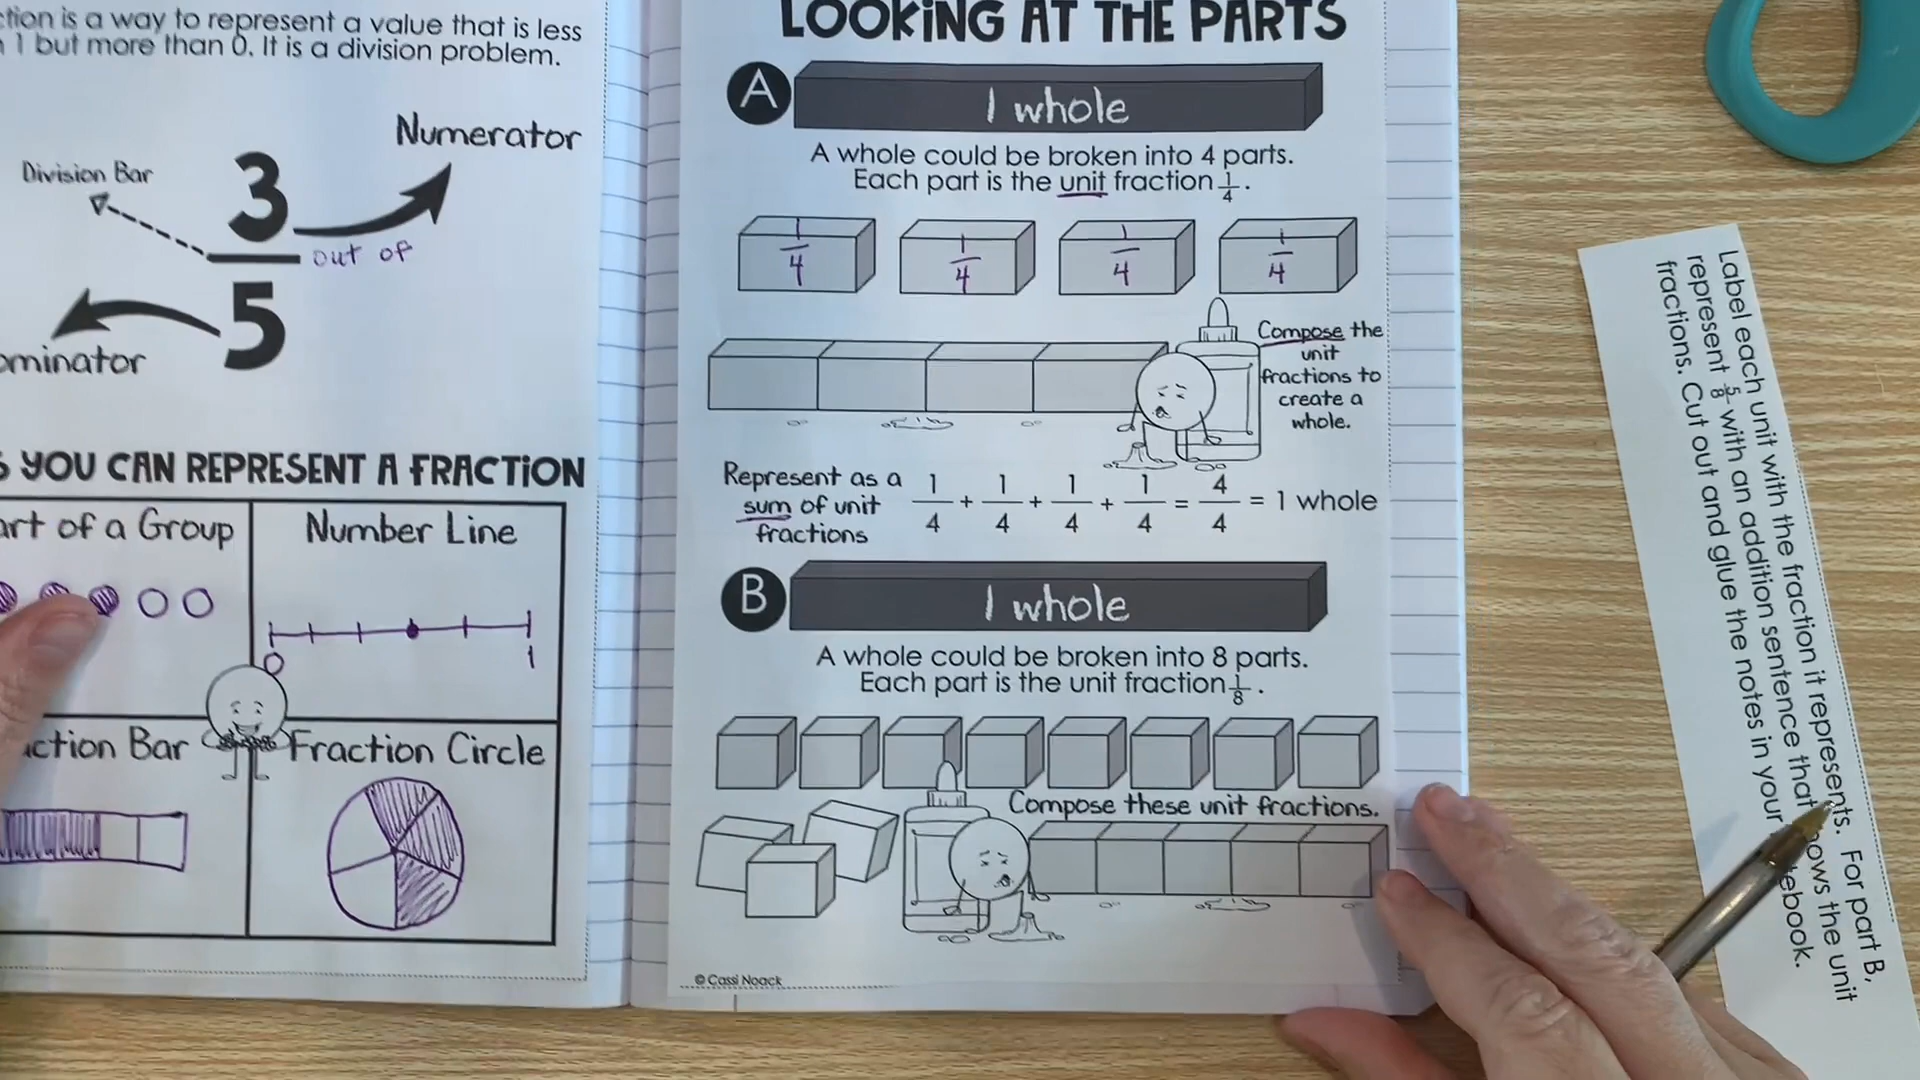 is a way to represent a value that is less
1 but more than 0. It is a division problem.
Numerator
Division Bar
3
out of
5
YOU CAN REPRESENT A FRACTION
of a Group
Number Line
0
1
Bar
Fraction Circle
LOOKING AT THE PARTS
A
1 whole
A whole could be broken into 4 parts.
Each part is the unit fraction 1/4.
1/4 1/4 1/4 1/4
Compose the
unit
fractions to
create a
whole.
Represent as a
sum of unit
fractions
1/4 + 1/4 + 1/4 + 1/4 = 4/4 = 1 whole
B
1 whole
A whole could be broken into 8 parts.
Each part is the unit fraction 1/8.
Compose these unit fractions.
© Cassi Noack
Label each unit with the fraction it represents. For part B,
represent 5/8 with an addition sentence that the unit
fractions. Cut out and glue the notes in your